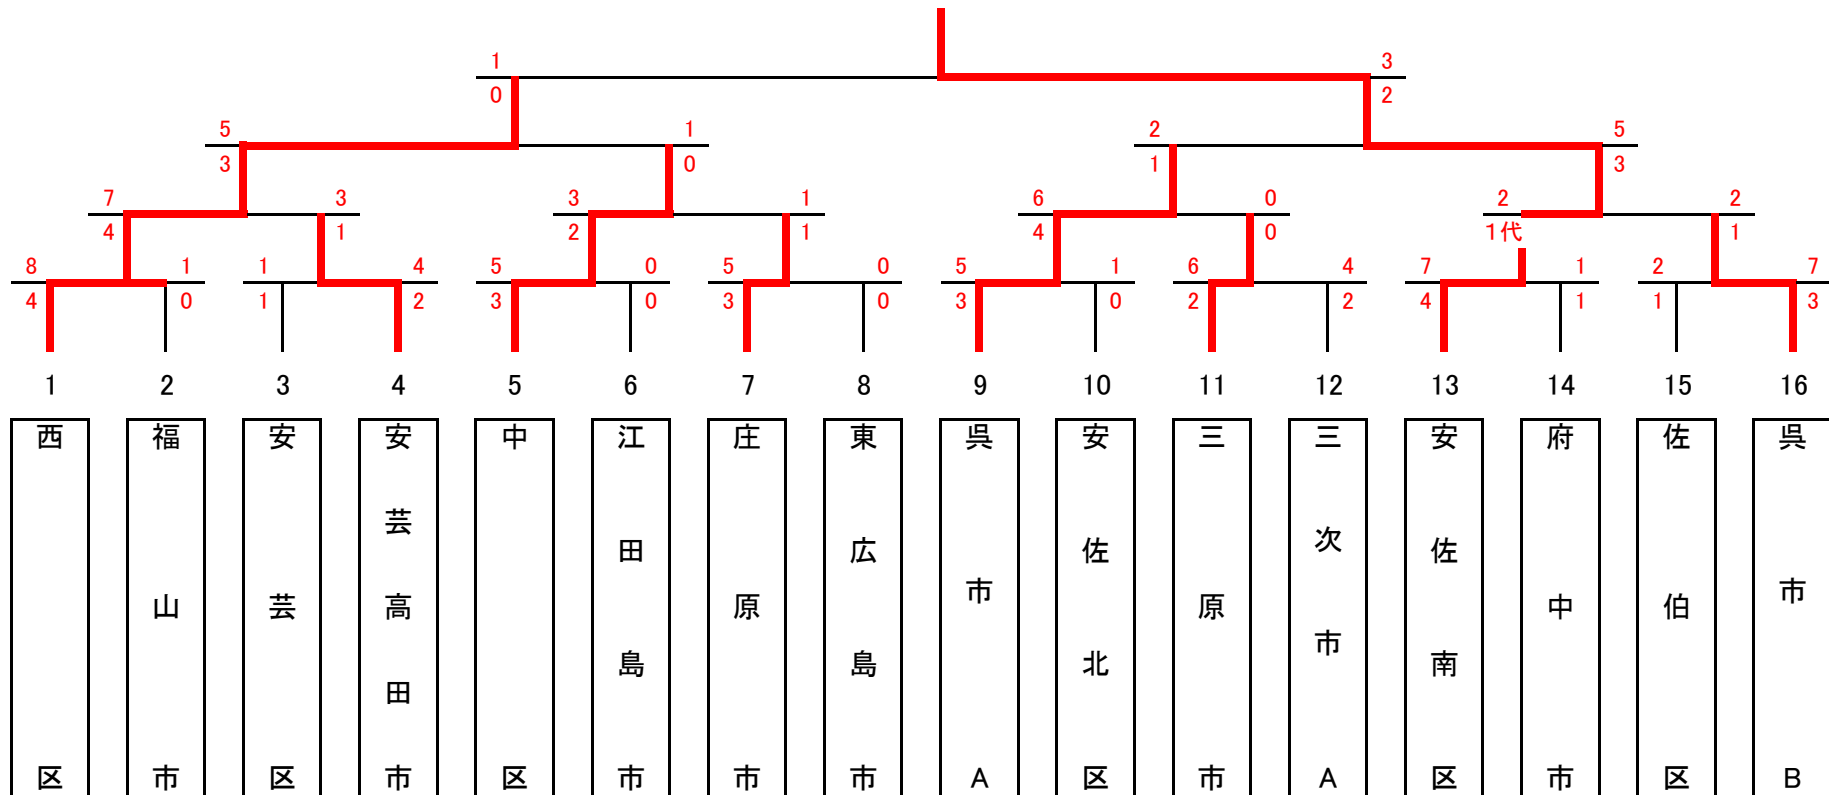 1 3
0 2
5 1 2 5
3 0 1 3
7 3 3 1 6 0 2 2
4 1 2 1 4 0 1代 1
8 1 1 4 5 0 5 0 5 1 6 4 7 1 2 7
4 0 1 2 3 0 3 0 3 0 2 2 4 1 1 3
1 2 3 4 5 6 7 8 9 10 11 12 13 14 15 16
西区
福山市
安芸区
安芸高田市
中区
江田島市
庄原市
東広島市
呉市A
安佐北区
三原市
三次市A
安佐南区
府中市
佐伯区
呉市B